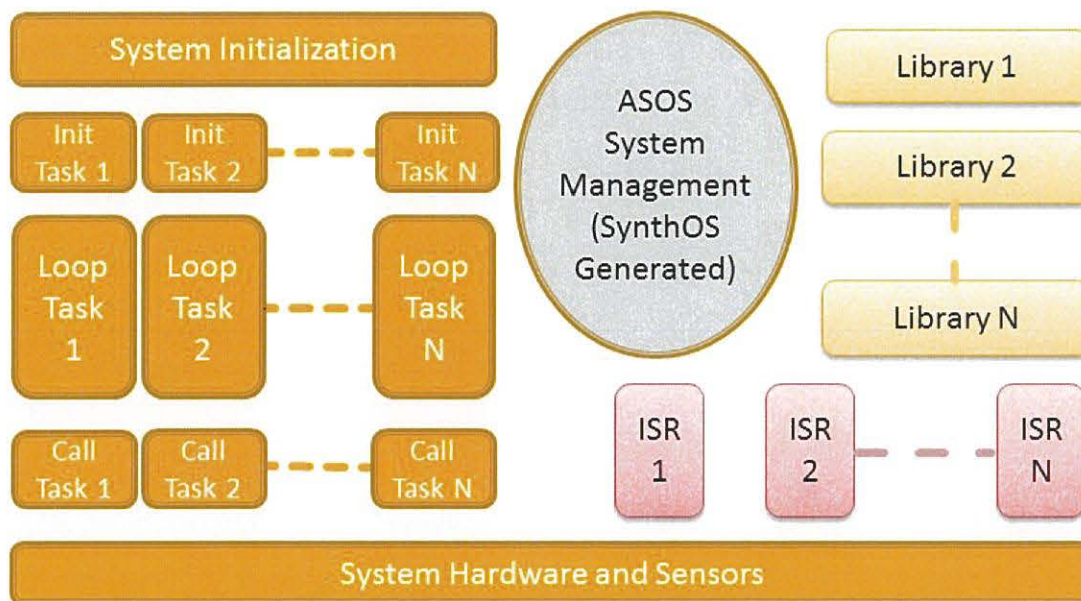 System Initialization
Init
Task 1
Init
Task 2
Init
Task N
Loop
Task
1
Loop
Task
2
Loop
Task
N
Call
Task 1
Call
Task 2
Call
Task N
ASOS
System
Management
(SynthOS
Generated)
Library 1
Library 2
Library N
ISR
1
ISR
2
ISR
N
System Hardware and Sensors